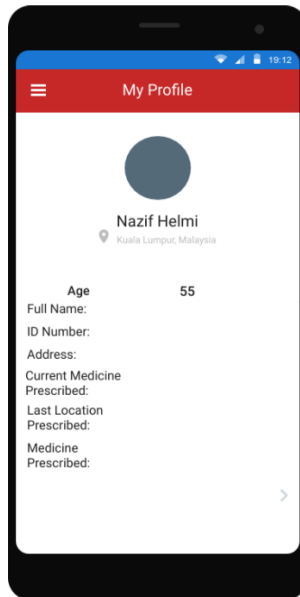 19:12
My Profile
Nazif Helmi
Kuala Lumpur, Malaysia
Age 55
Full Name:
ID Number:
Address:
Current Medicine
Prescribed:
Last Location
Prescribed:
Medicine
Prescribed: